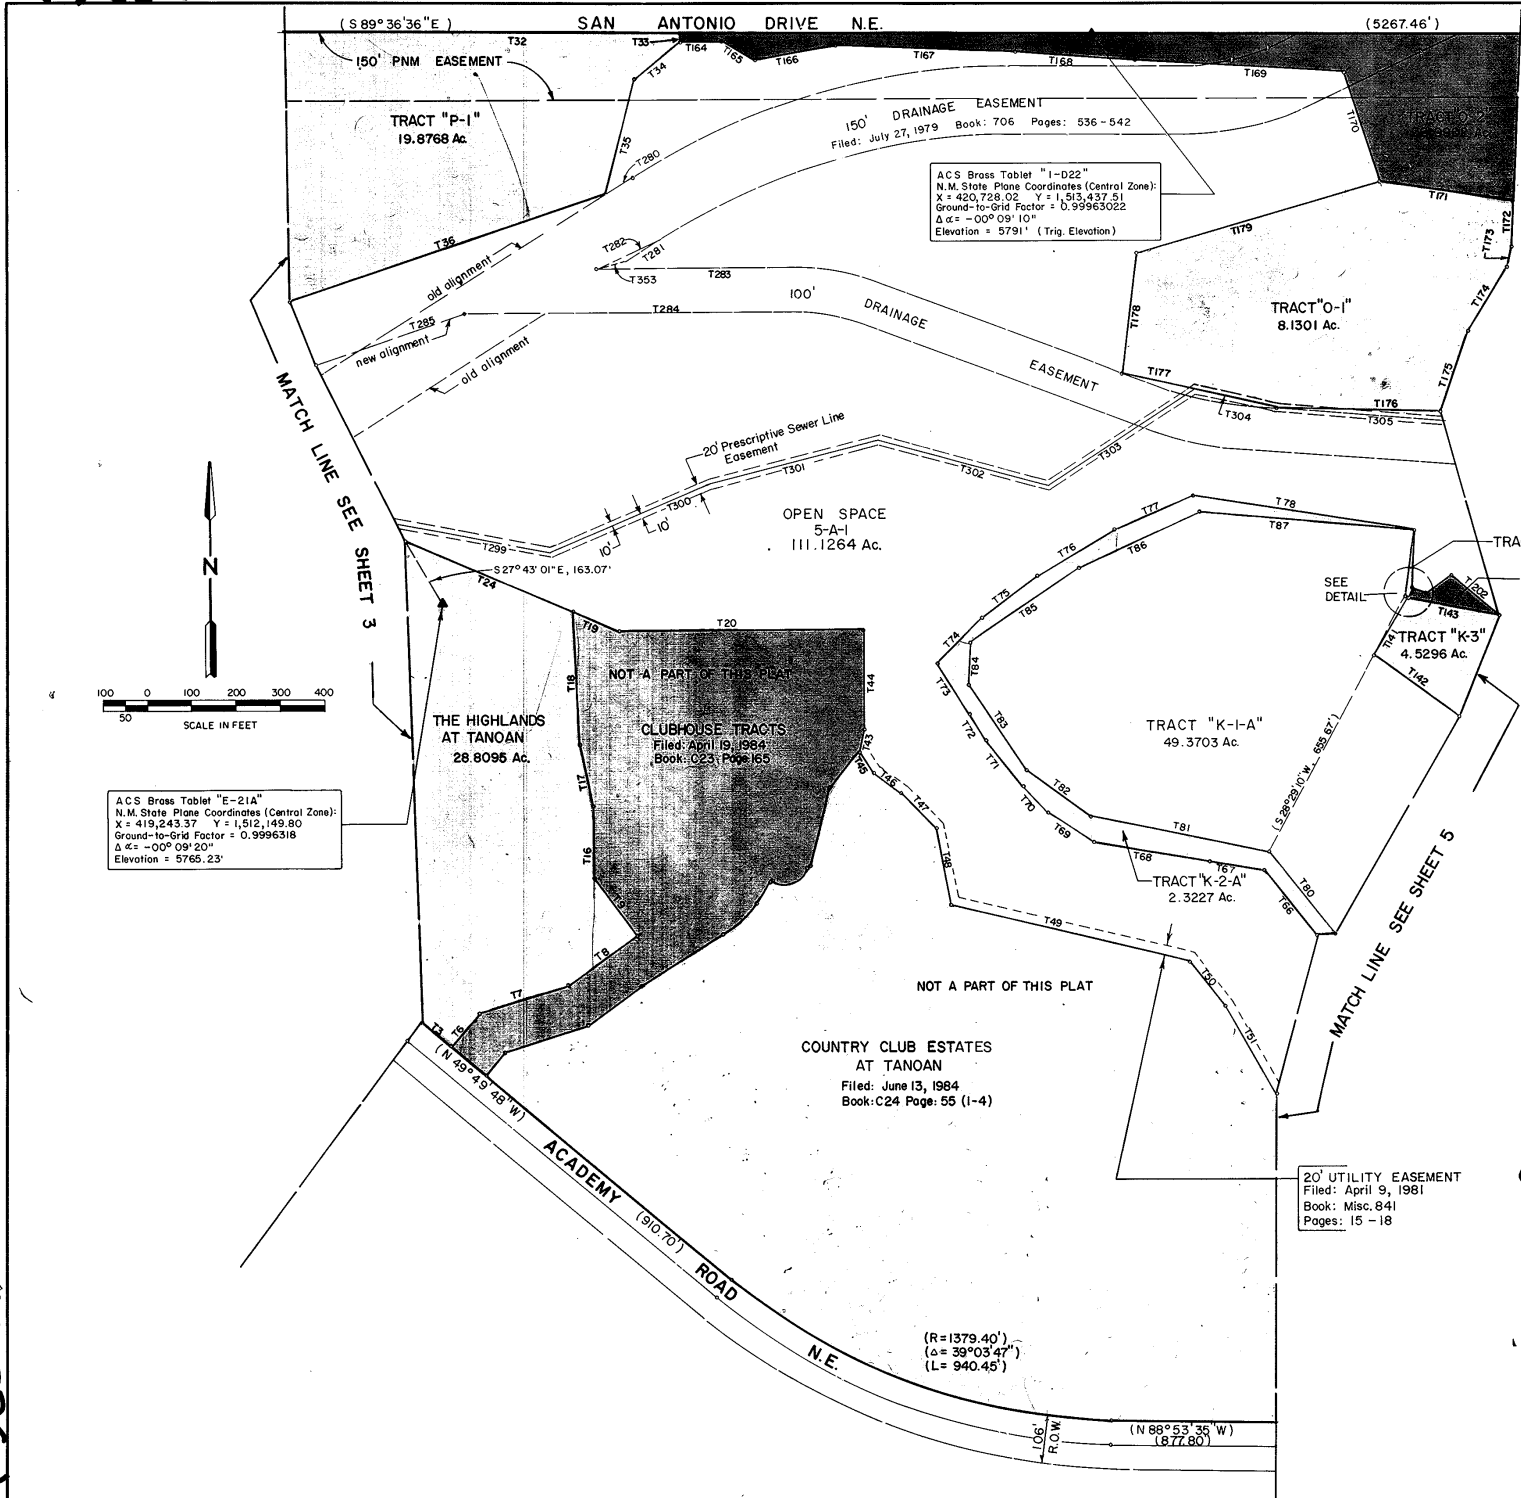 (S 89° 36' 36" E)
SAN ANTONIO DRIVE N.E.
(5267.46')
T32
T33
T164
T165
T166
T167
T168
T169
150' PNM EASEMENT
T34
T35
TRACT "P-1"
19.8768 Ac.
150' DRAINAGE EASEMENT
Filed: July 27, 1979 Book: 706 Pages: 536-542
T170
TRACT "O-2"
T280
ACS Brass Tablet "1-D22"
N.M. State Plane Coordinates (Central Zone):
X = 420,728.02 Y = 1,513,437.51
Ground-to-Grid Factor = 0.99963022
Δ α = -00° 09' 10"
Elevation = 5791' (Trig. Elevation)
T171
T172
T173
T179
T36
old alignment
T282
T281
T353
T283
T174
T178
TRACT "O-1"
8.1301 Ac.
100' DRAINAGE EASEMENT
T284
T285
new alignment
old alignment
T175
T177
T176
T304
T305
MATCH LINE SEE SHEET 3
20' Prescriptive Sewer Line
Easement
T303
T302
T301
T300
T299
10'
10'
OPEN SPACE
5-A-1
111.1264 Ac.
T77
T78
T87
T76
T86
TRA
S 27° 43' 01" E, 163.07'
T24
N
SEE
DETAIL
T202
T143
T75
T85
T141
TRACT "K-3"
4.5296 Ac.
T142
T19
T20
T74
T84
T73
T18
T44
NOT A PART OF THIS PLAT
100 0 100 200 300 400
50
SCALE IN FEET
THE HIGHLANDS
AT TANOAN
28.8095 Ac.
CLUBHOUSE TRACTS
Filed: April 19, 1984
Book: C23, Page 165
T43
T45
T72
T83
T71
TRACT "K-1-A"
49.3703 Ac.
(S 28° 29' 10" W, 655.67')
T17
T46
T47
T70
T82
T69
T81
ACS Brass Tablet "E-21A"
N.M. State Plane Coordinates (Central Zone):
X = 419,243.37 Y = 1,512,149.80
Ground-to-Grid Factor = 0.9996318
Δ α = -00° 09' 20"
Elevation = 5765.23'
T16
T48
T68
T67
T80
T66
TRACT "K-2-A"
2.3227 Ac.
MATCH LINE SEE SHEET 5
T49
T8
T7
T50
T51
NOT A PART OF THIS PLAT
T3
T6
(N 49° 49' 48" W)
COUNTRY CLUB ESTATES
AT TANOAN
Filed: June 13, 1984
Book: C24 Page: 55 (1-4)
ACADEMY ROAD N.E.
(910.70')
20' UTILITY EASEMENT
Filed: April 9, 1981
Book: Misc. 841
Pages: 15-18
(R=1379.40')
(Δ= 39°03'47")
(L= 940.45')
106'
R.O.W.
(N 88° 53' 35" W)
(877.80')